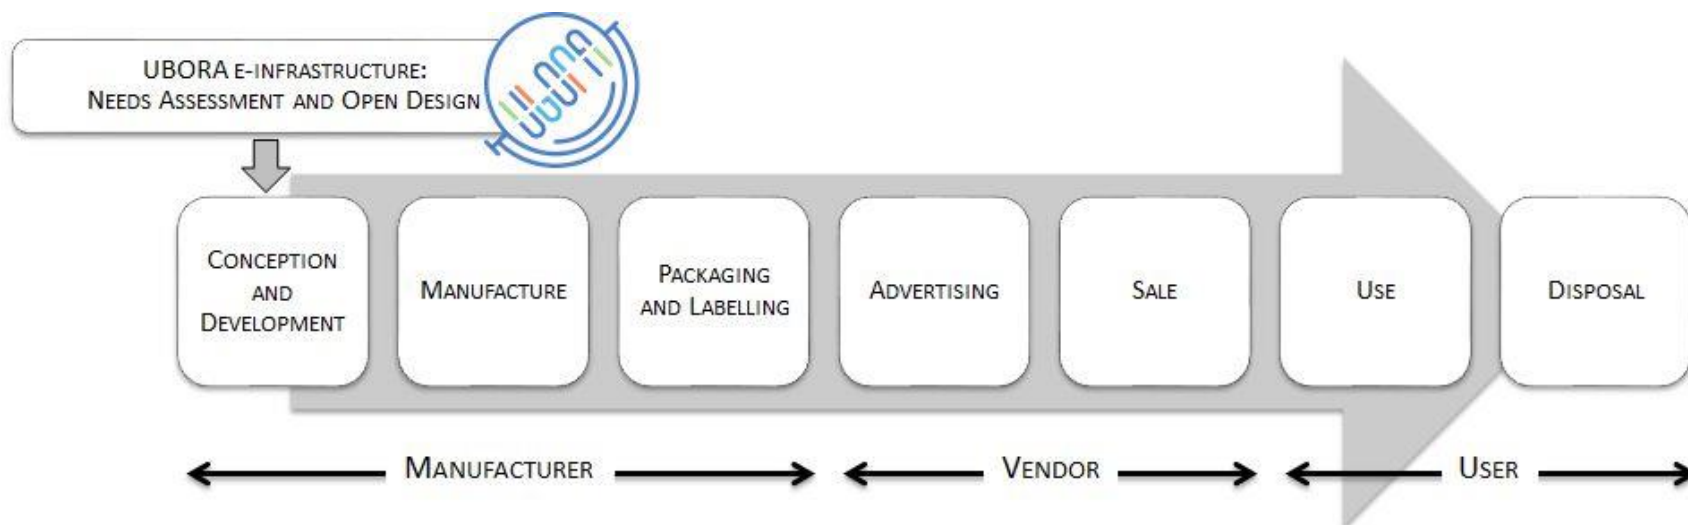 UBORA E-INFRASTRUCTURE:
NEEDS ASSESSMENT AND OPEN DESIGN
UBORA
CONCEPTION
AND
DEVELOPMENT
MANUFACTURE
PACKAGING
AND LABELLING
ADVERTISING
SALE
USE
DISPOSAL
MANUFACTURER
VENDOR
USER